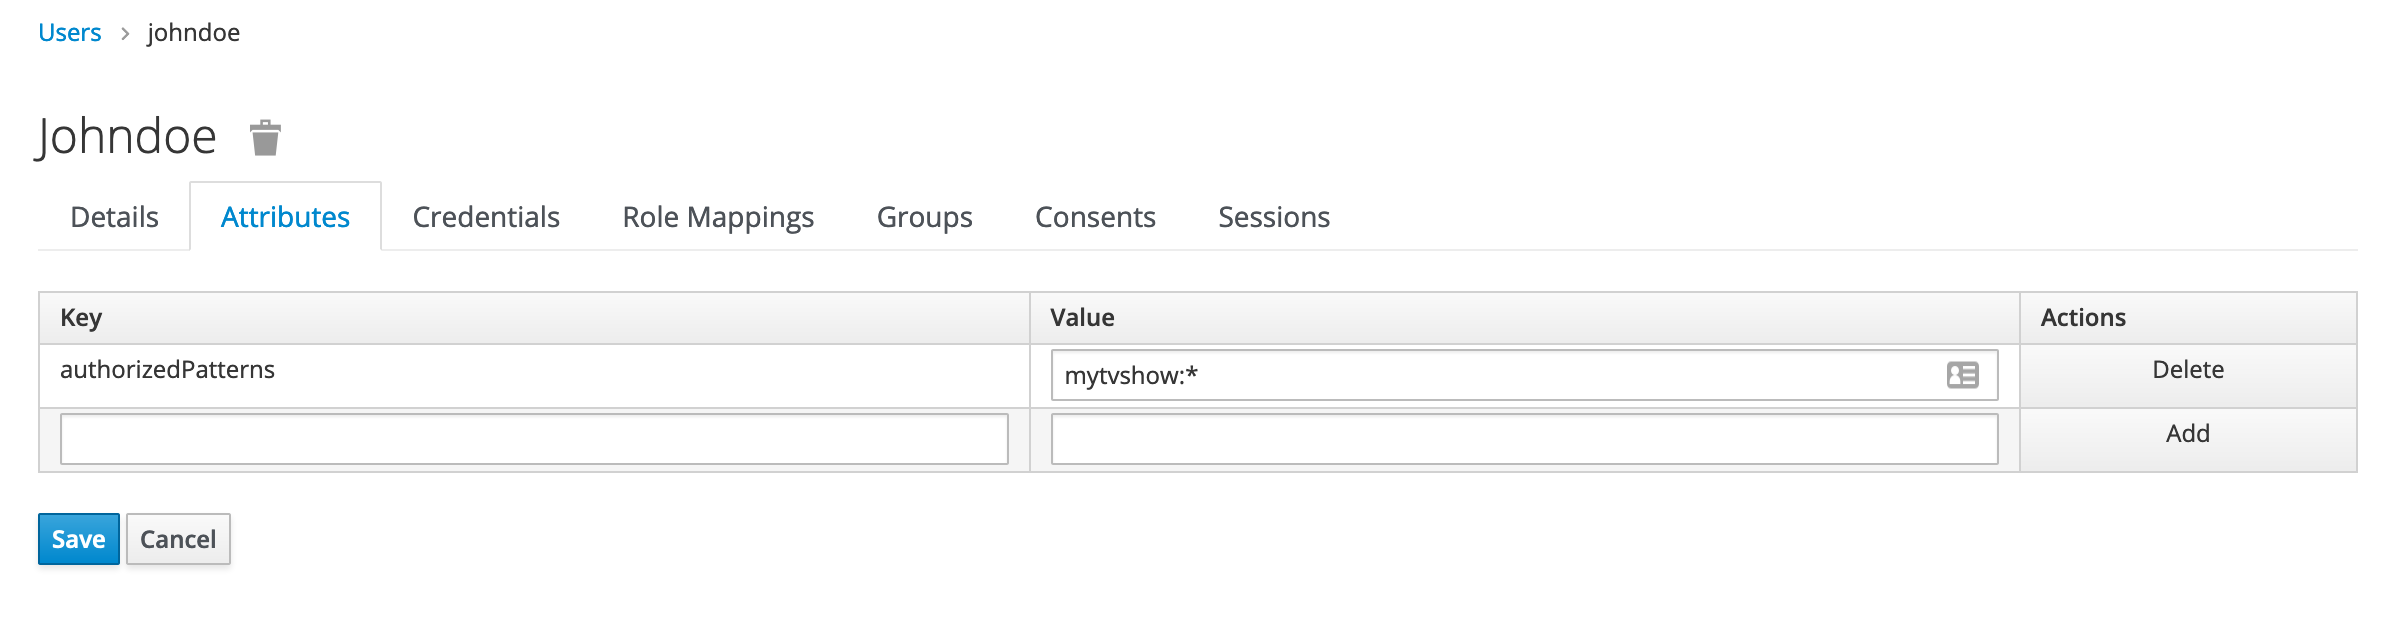 Users > johndoe
Johndoe
Details Attributes Credentials Role Mappings Groups Consents Sessions
Key Value Actions
authorizedPatterns mytvshow:* Delete
Add
Save Cancel